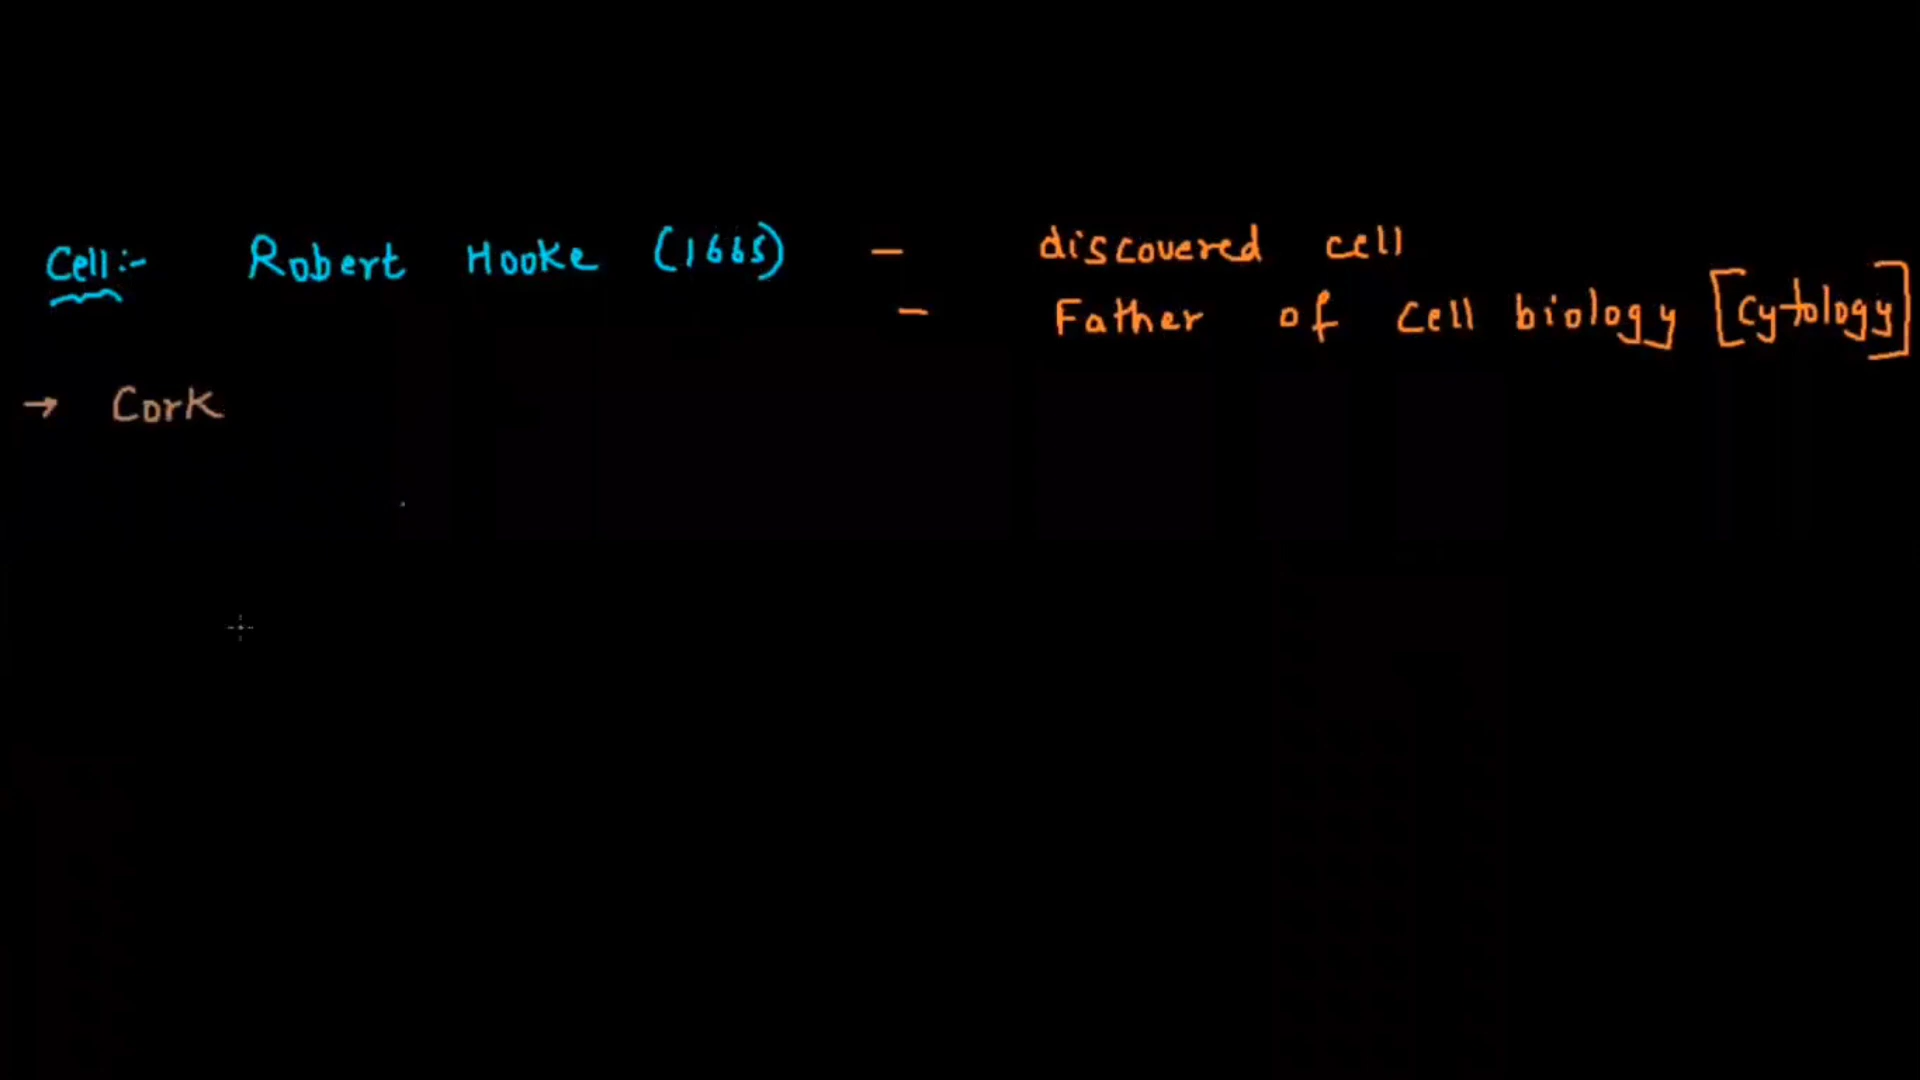 Cell:- Robert Hooke (1665) - discovered cell
- Father of cell biology [cytology]
→ Cork